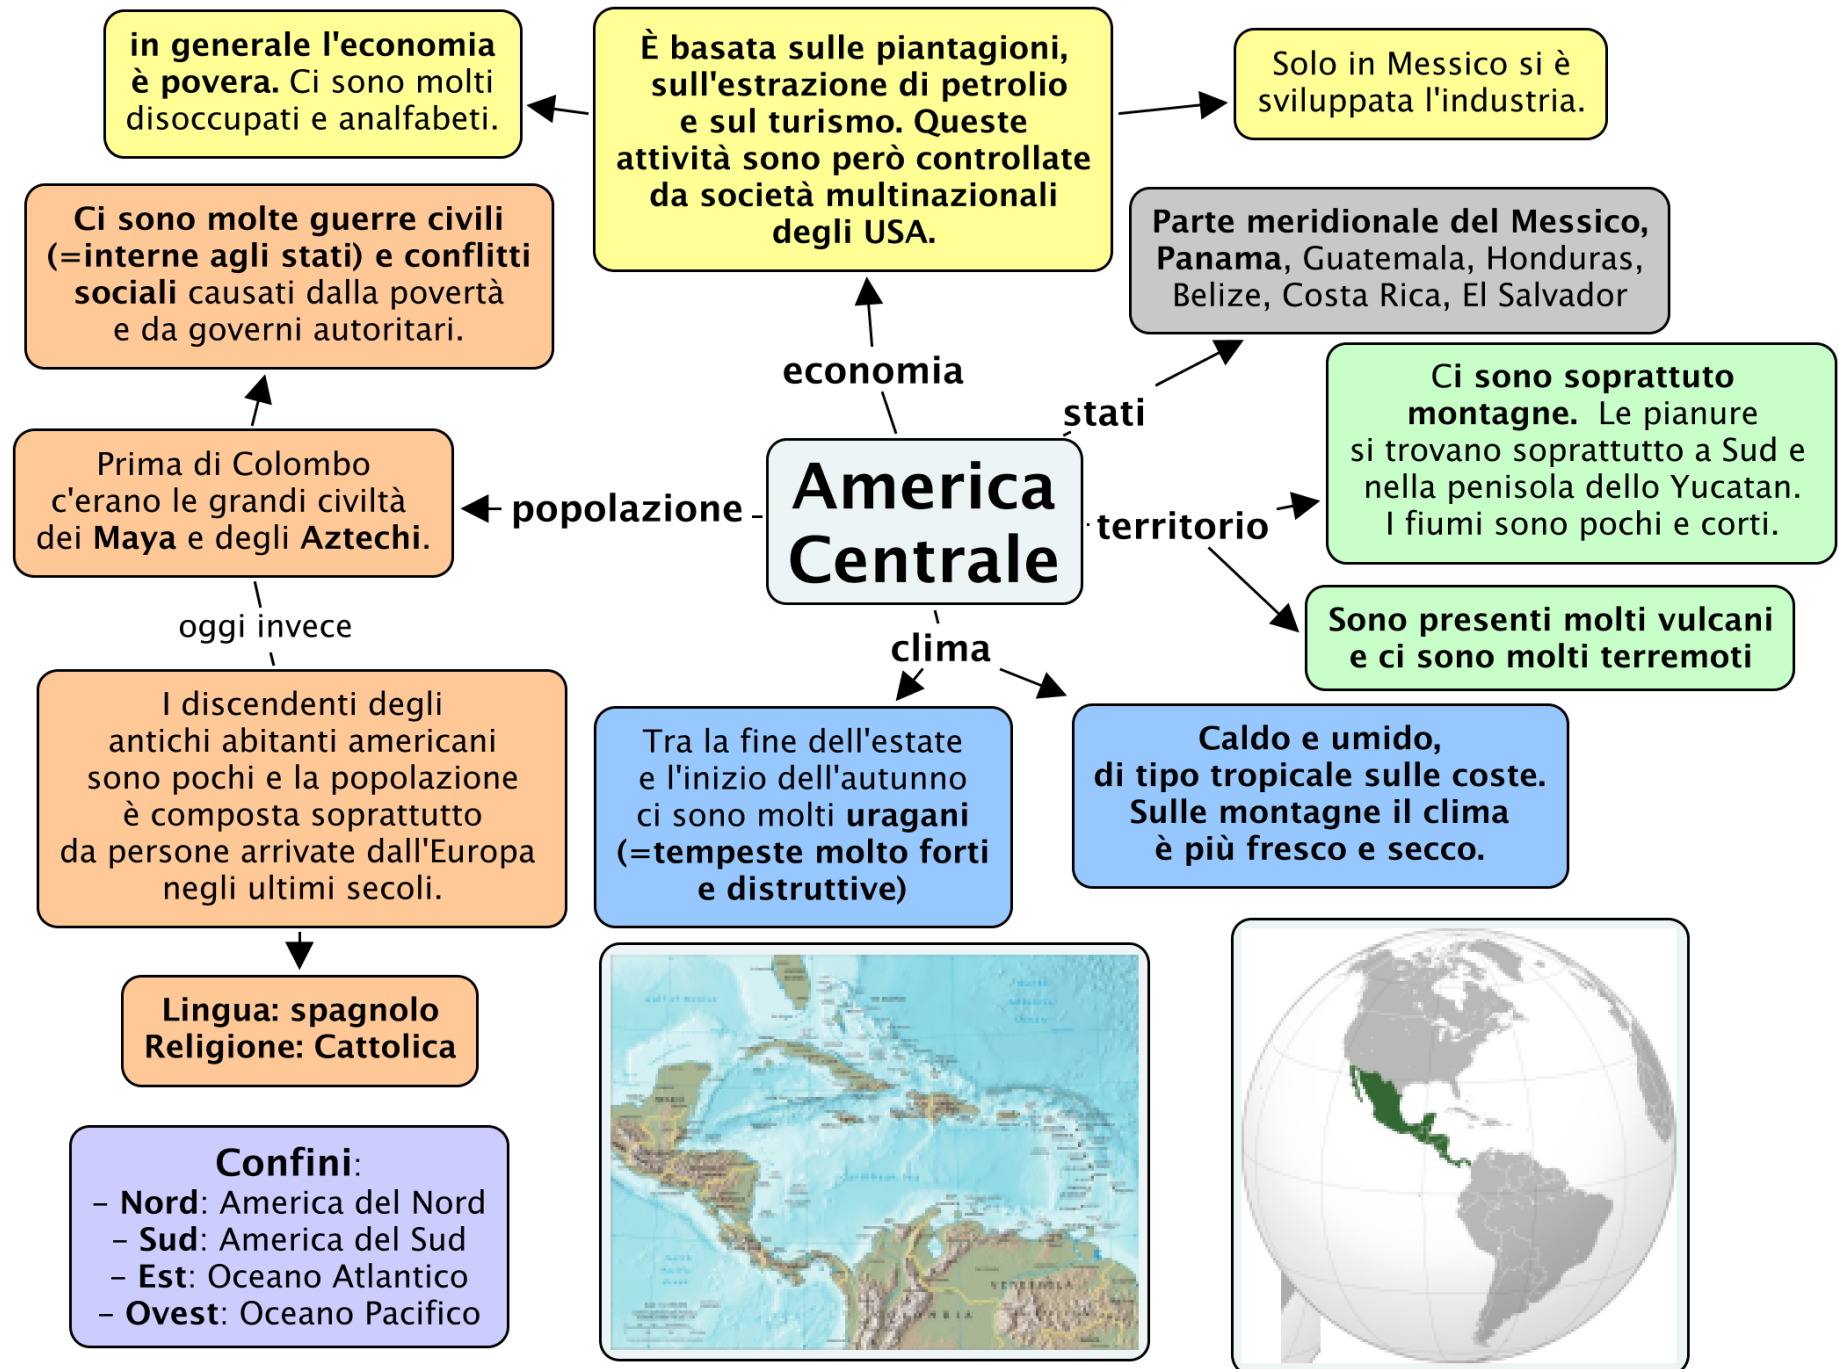 in generale l'economia
è povera. Ci sono molti
disoccupati e analfabeti.
È basata sulle piantagioni,
sull'estrazione di petrolio
e sul turismo. Queste
attività sono però controllate
da società multinazionali
degli USA.
Solo in Messico si è
sviluppata l'industria.
Ci sono molte guerre civili
(=interne agli stati) e conflitti
sociali causati dalla povertà
e da governi autoritari.
Parte meridionale del Messico,
Panama, Guatemala, Honduras,
Belize, Costa Rica, El Salvador
economia
stati
Ci sono soprattuto
montagne. Le pianure
si trovano soprattutto a Sud e
nella penisola dello Yucatan.
I fiumi sono pochi e corti.
Prima di Colombo
c'erano le grandi civiltà
dei Maya e degli Aztechi.
popolazione
America
Centrale
territorio
Sono presenti molti vulcani
e ci sono molti terremoti
oggi invece
clima
I discendenti degli
antichi abitanti americani
sono pochi e la popolazione
è composta soprattutto
da persone arrivate dall'Europa
negli ultimi secoli.
Tra la fine dell'estate
e l'inizio dell'autunno
ci sono molti uragani
(=tempeste molto forti
e distruttive)
Caldo e umido,
di tipo tropicale sulle coste.
Sulle montagne il clima
è più fresco e secco.
Lingua: spagnolo
Religione: Cattolica
Confini:
– Nord: America del Nord
– Sud: America del Sud
– Est: Oceano Atlantico
– Ovest: Oceano Pacifico
Gulf of Mexico
Caribbean Sea
VENEZUELA